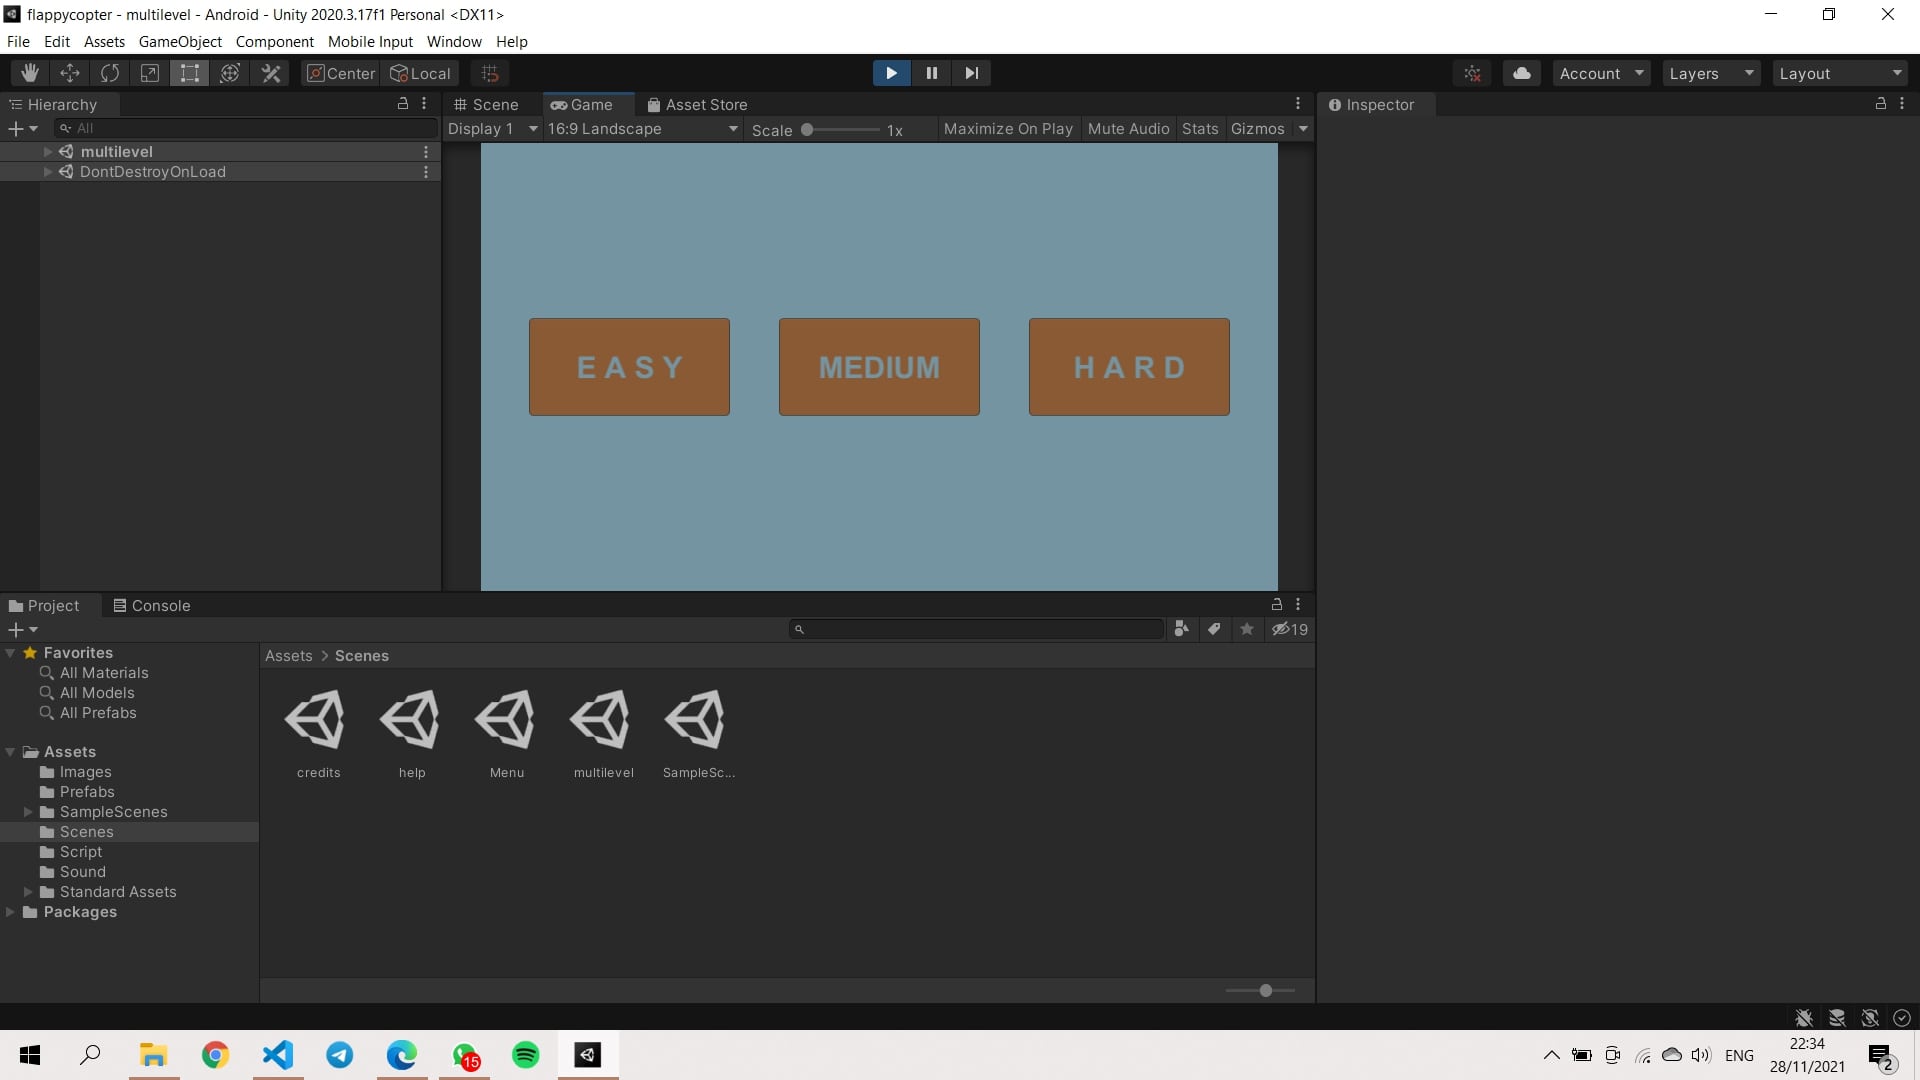 flappycopter - multilevel - Android - Unity 2020.3.17f1 Personal <DX11>
File Edit Assets GameObject Component Mobile Input Window Help
Center Local Account Layers Layout
Hierarchy Scene Game Asset Store Inspector
All Display 1 16:9 Landscape Scale 1x Maximize On Play Mute Audio Stats Gizmos
multilevel
DontDestroyOnLoad
E A S Y MEDIUM H A R D
Project Console
19
Favorites
All Materials
All Models
All Prefabs
Assets
Images
Prefabs
SampleScenes
Scenes
Script
Sound
Standard Assets
Packages
Assets > Scenes
credits help Menu multilevel SampleSc...
15
ENG
22:34
28/11/2021
2